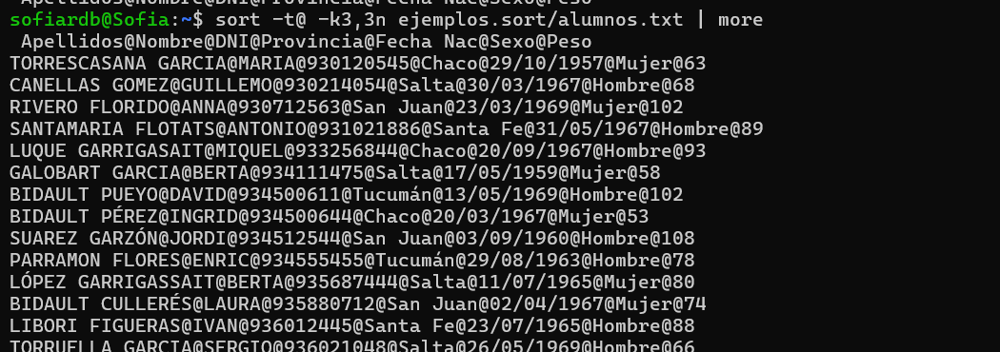 sofiardb@Sofia:~$ sort -t@ -k3,3n ejemplos.sort/alumnos.txt | more
Apellidos@Nombre@DNI@Provincia@Fecha Nac@Sexo@Peso
TORRESCASANA GARCIA@MARIA@930120545@Chaco@29/10/1957@Mujer@63
CANELLAS GOMEZ@GUILLEMO@930214054@Salta@30/03/1967@Hombre@68
RIVERO FLORIDO@ANNA@930712563@San Juan@23/03/1969@Mujer@102
SANTAMARIA FLOTATS@ANTONIO@931021886@Santa Fe@31/05/1967@Hombre@89
LUQUE GARRIGASAIT@MIQUEL@933256844@Chaco@20/09/1967@Hombre@93
GALOBART GARCIA@BERTA@934111475@Salta@17/05/1959@Mujer@58
BIDAULT PUEYO@DAVID@934500611@Tucumán@13/05/1969@Hombre@102
BIDAULT PÉREZ@INGRID@934500644@Chaco@20/03/1967@Mujer@53
SUAREZ GARZÓN@JORDI@934512544@San Juan@03/09/1960@Hombre@108
PARRAMON FLORES@ENRIC@934555455@Tucumán@29/08/1963@Hombre@78
LÓPEZ GARRIGASSAIT@BERTA@935687444@Salta@11/07/1965@Mujer@80
BIDAULT CULLERÉS@LAURA@935880712@San Juan@02/04/1967@Mujer@74
LIBORI FIGUERAS@IVAN@936012445@Santa Fe@23/07/1965@Hombre@88
TORRUELLA GARCIA@SERGIO@936021048@Salta@26/05/1969@Hombre@66